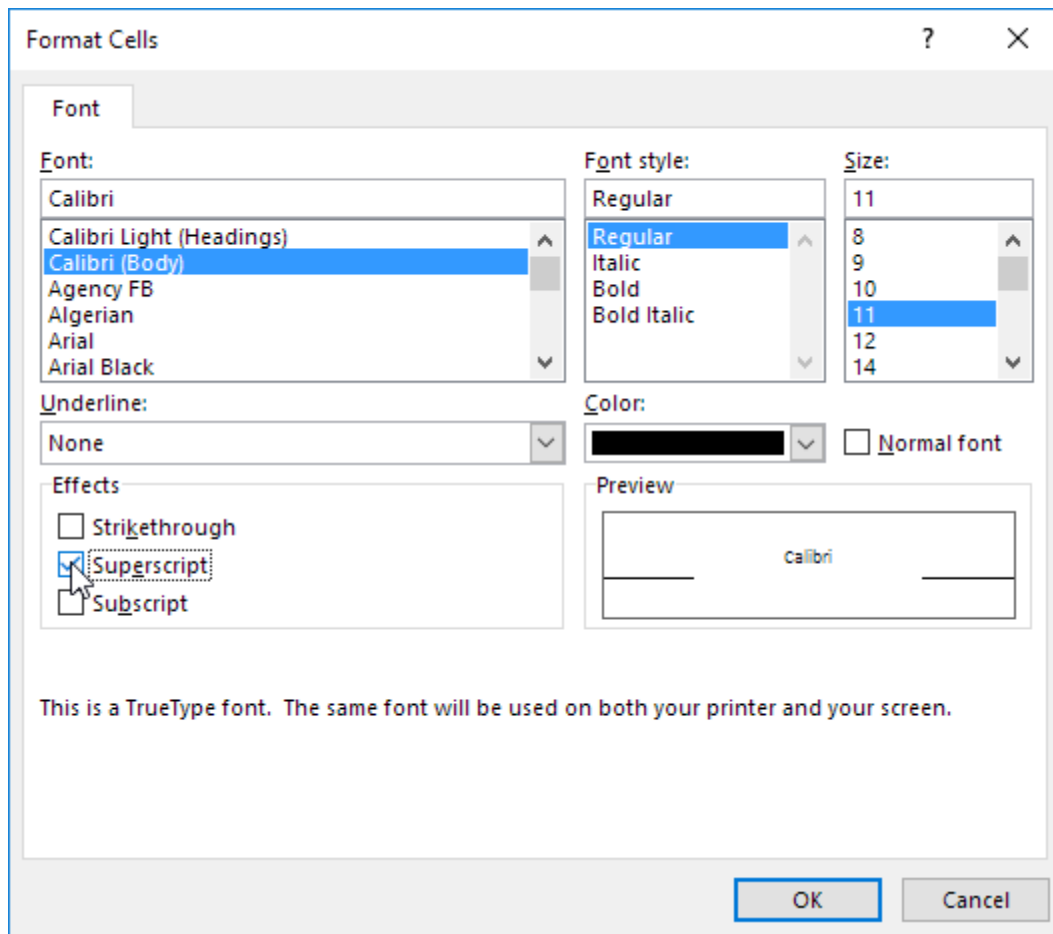 Format Cells
?
Font
Font:
Font style:
Size:
Calibri
Regular
11
Calibri Light (Headings)
Calibri (Body)
Agency FB
Algerian
Arial
Arial Black
Regular
Italic
Bold
Bold Italic
8
9
10
11
12
14
Underline:
Color:
None
Normal font
Effects
Strikethrough
Superscript
Subscript
Preview
Calibri
This is a TrueType font.  The same font will be used on both your printer and your screen.
OK
Cancel